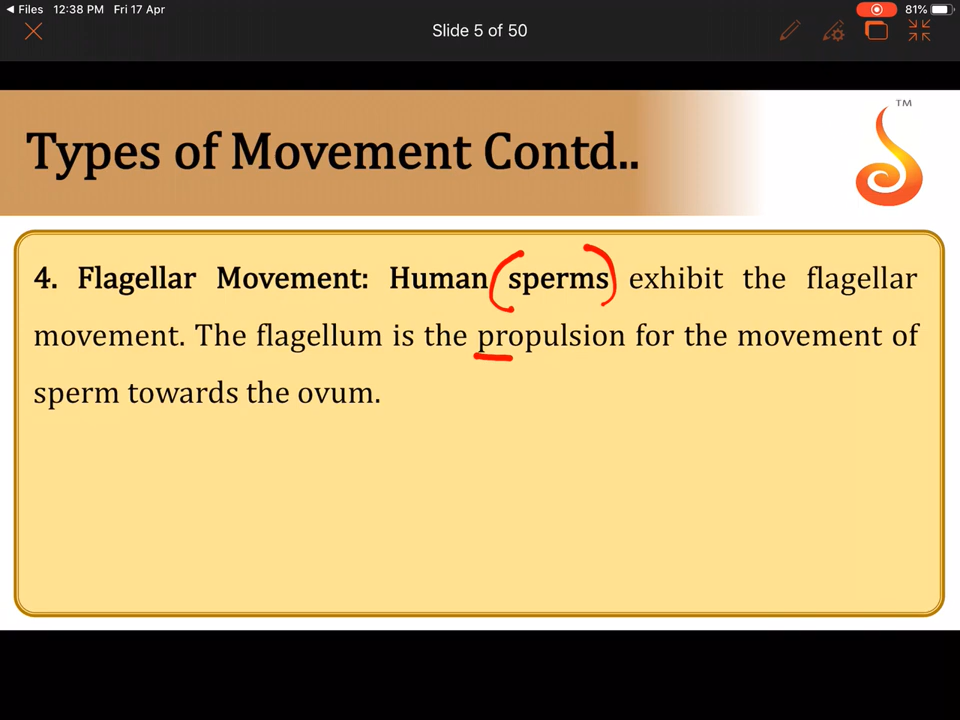 Files 12:38 PM Fri 17 Apr 81%
Slide 5 of 50
TM
Types of Movement Contd..
4. Flagellar Movement: Human sperms exhibit the flagellar
movement. The flagellum is the propulsion for the movement of
sperm towards the ovum.